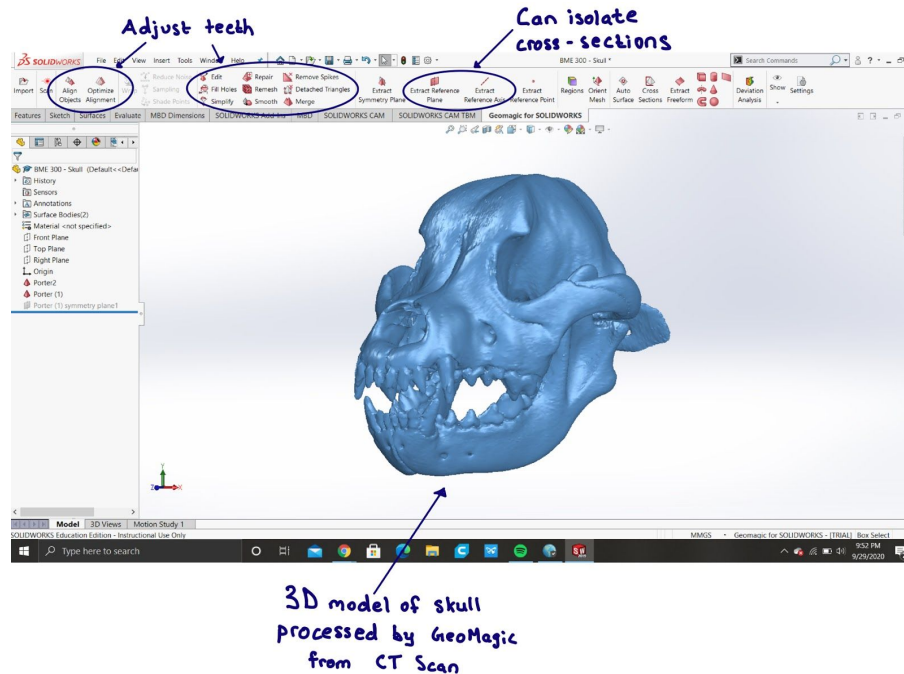 Adjust teeth
Can isolate
cross-sections
SOLIDWORKS File Edit View Insert Tools Window Help
BME 300 - Skull *
Search Commands
Import Scan Align Objects Optimize Alignment
Reduce Noise
Sampling
Shade Points
Edit
Fill Holes
Simplify
Repair
Remesh
Smooth
Remove Spikes
Detached Triangles
Merge
Extract Symmetry Plane
Extract Reference Plane
Extract Reference Axis
Extract Reference Point
Regions
Orient Mesh
Auto Surface
Cross Sections
Extract Freeform
Deviation Analysis
Show
Settings
Features Sketch Surfaces Evaluate MBD Dimensions SOLIDWORKS Add-Ins MBD SOLIDWORKS CAM SOLIDWORKS CAM TBM Geomagic for SOLIDWORKS
BME 300 - Skull (Default<<Defau
History
Sensors
Annotations
Surface Bodies(2)
Material <not specified>
Front Plane
Top Plane
Right Plane
Origin
Porter2
Porter (1)
Porter (1) symmetry plane1
Y
Z X
Model 3D Views Motion Study 1
SOLIDWORKS Education Edition - Instructional Use Only
MMGS - Geomagic for SOLIDWORKS - [TRIAL] Box Select
Type here to search
9:52 PM
9/29/2020
3D model of skull
processed by GeoMagic
from CT Scan